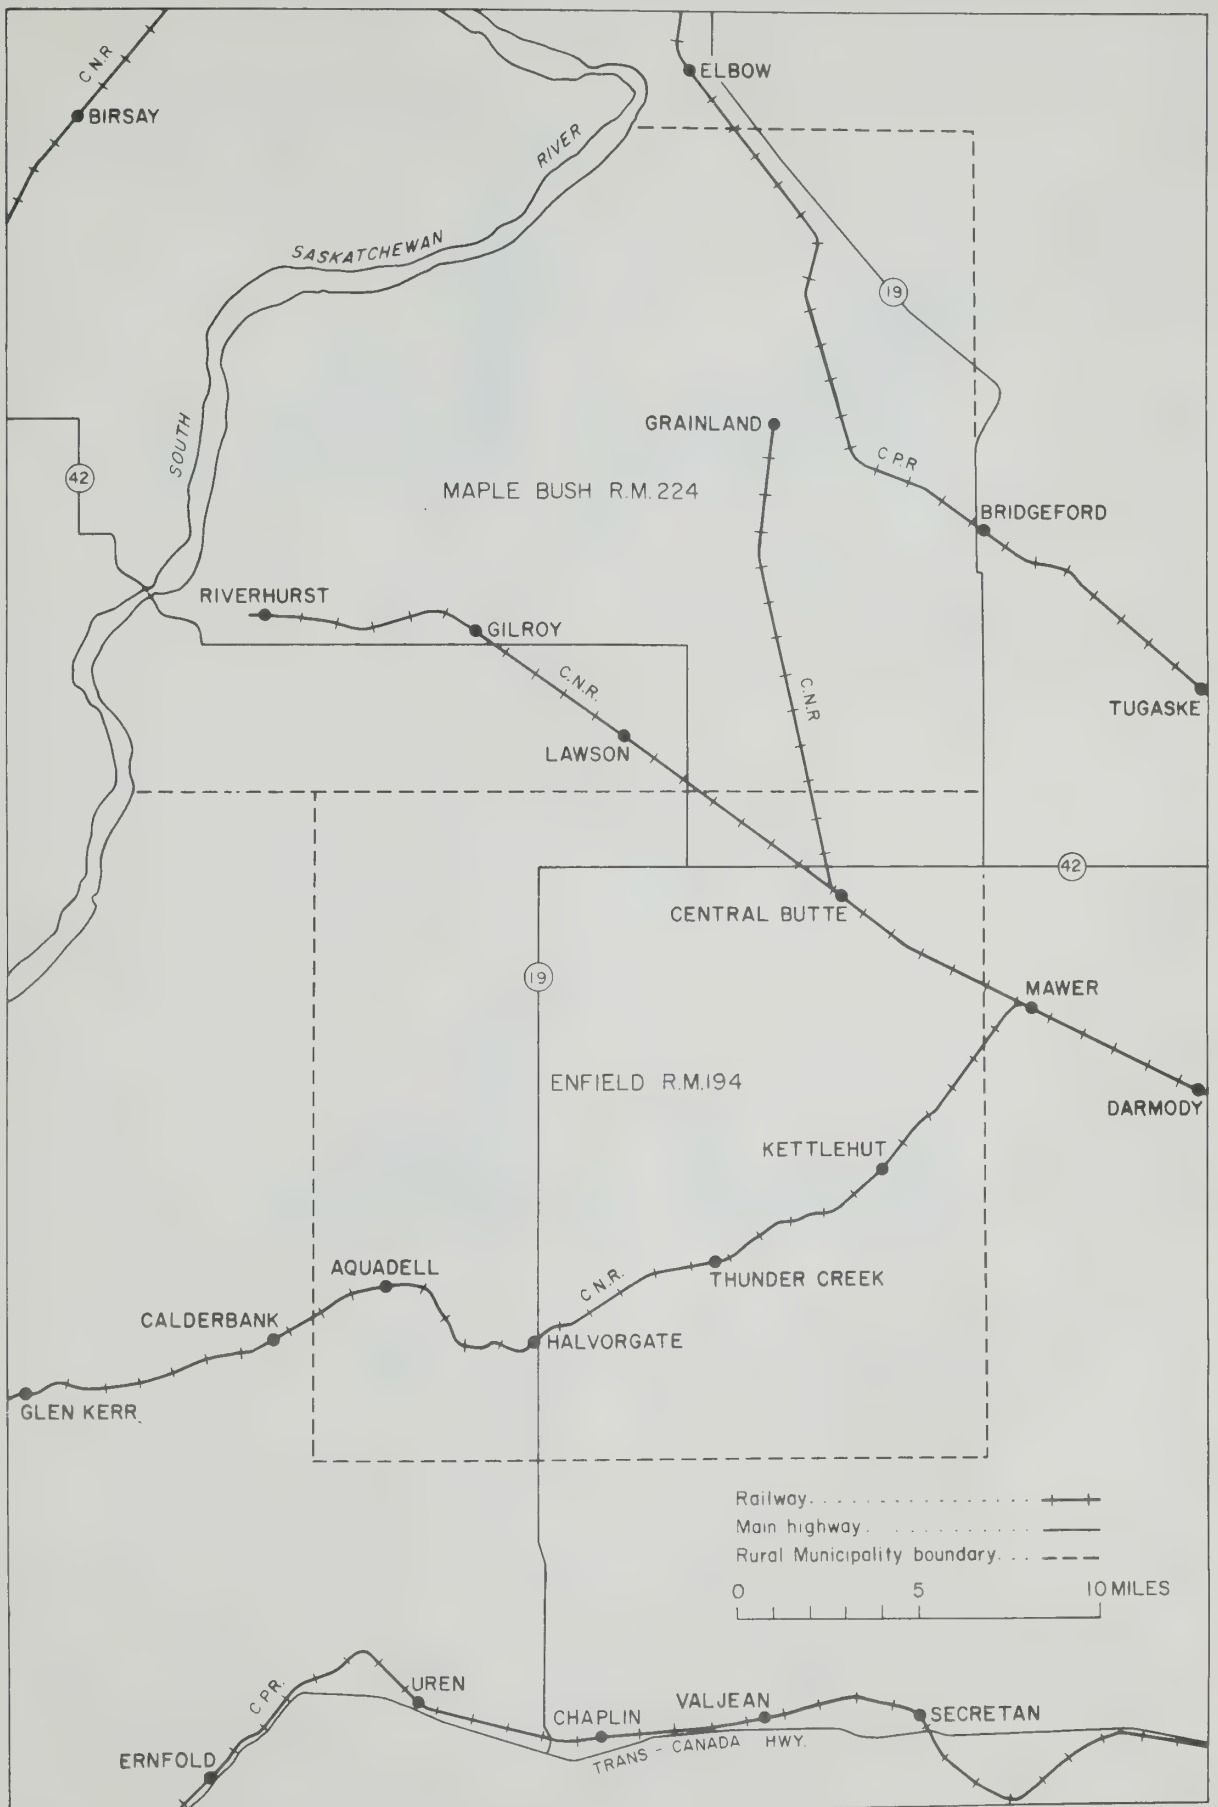 C.N.R
BIRSAY
ELBOW
RIVER
SASKATCHEWAN
SOUTH
19
GRAINLAND
C P.R
42
MAPLE BUSH R.M. 224
BRIDGEFORD
RIVERHURST
GILROY
C.N.R.
C.N.R
TUGASKE
LAWSON
42
CENTRAL BUTTE
19
MAWER
ENFIELD R.M.194
DARMODY
KETTLEHUT
AQUADELL
C.N.R.
THUNDER CREEK
CALDERBANK
HALVORGATE
GLEN KERR
Railway
Main highway
Rural Municipality boundary
0 5 10 MILES
C.P.R.
UREN
CHAPLIN
VALJEAN
SECRETAN
TRANS - CANADA HWY.
ERNFOLD